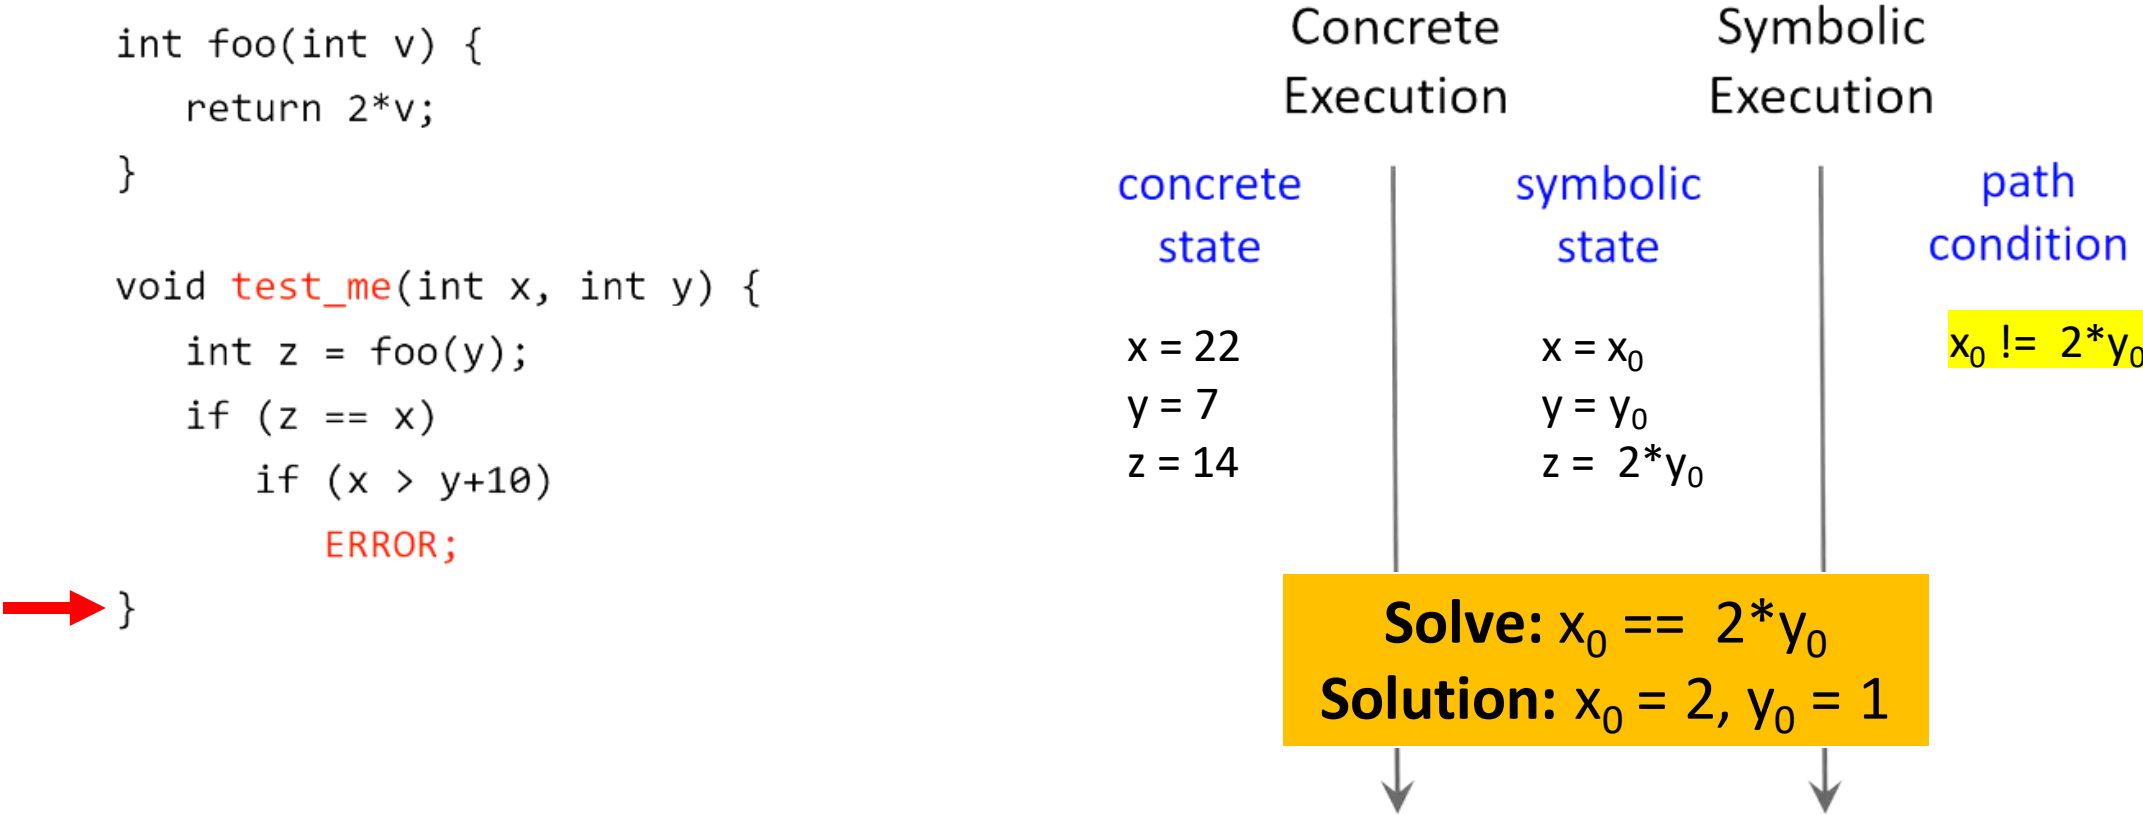 int foo(int v) {
return 2*v;
}
void test_me(int x, int y) {
int z = foo(y);
if (z == x)
if (x > y+10)
ERROR;
}
Concrete Execution
Symbolic Execution
concrete state
symbolic state
path condition
x = 22
y = 7
z = 14
x = x₀
y = y₀
z = 2*y₀
x₀ != 2*y₀
Solve: x₀ == 2*y₀
Solution: x₀ = 2, y₀ = 1